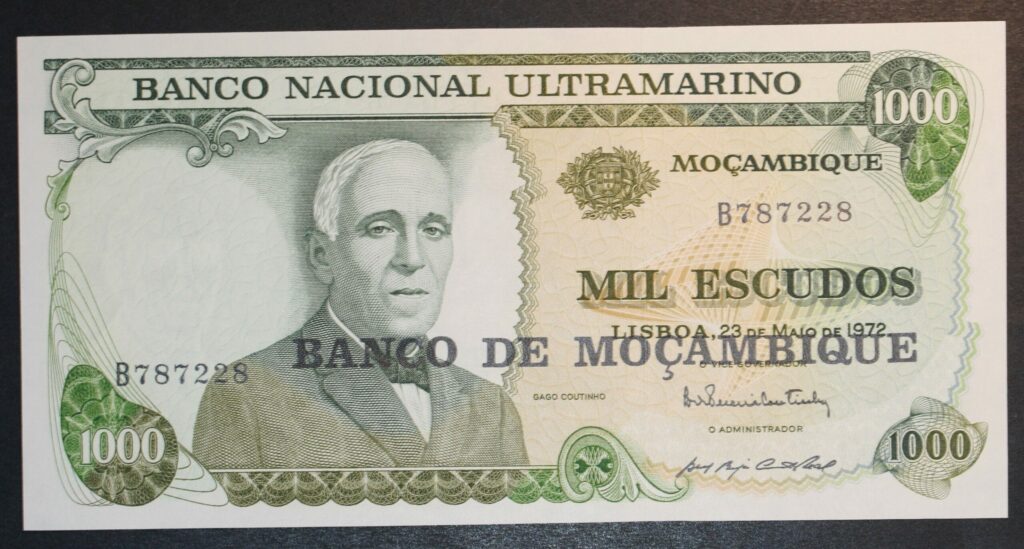 BANCO NACIONAL ULTRAMARINO
1000
MOÇAMBIQUE
B787228
MIL ESCUDOS
LISBOA, 23 DE MAIO DE 1972
BANCO DE MOÇAMBIQUE
O VICE-GOVERNADOR
B787228
GAGO COUTINHO
O ADMINISTRADOR
1000
1000